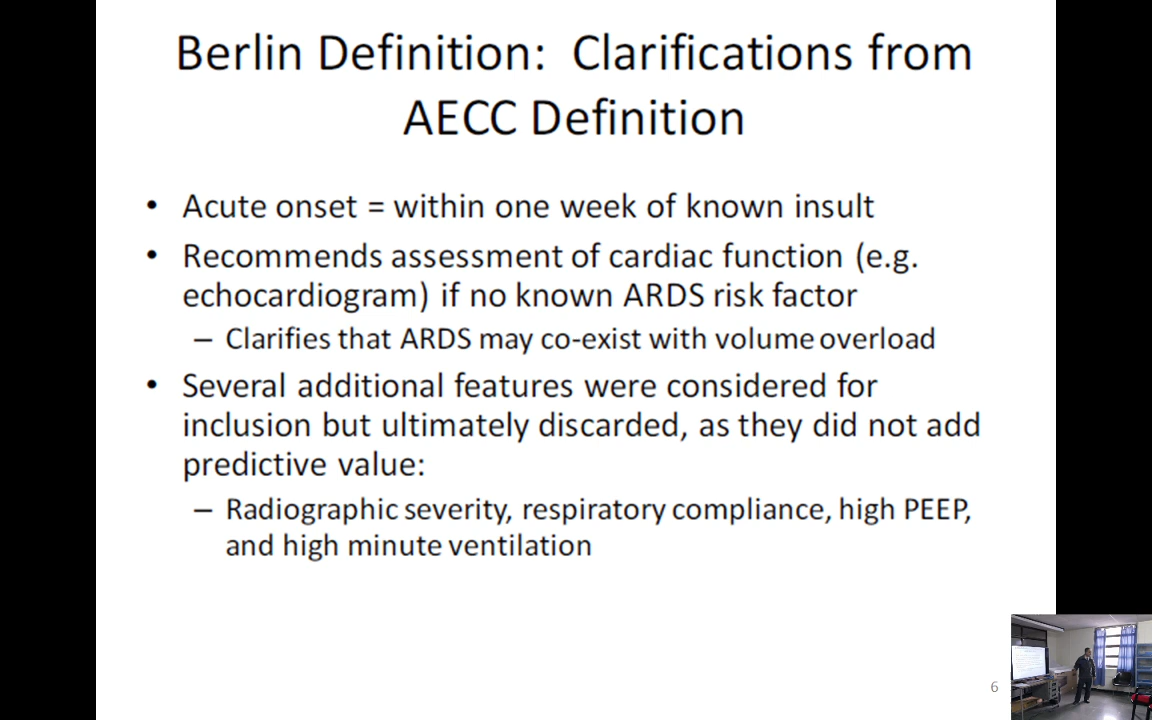 Berlin Definition: Clarifications from
AECC Definition
• Acute onset = within one week of known insult
• Recommends assessment of cardiac function (e.g.
echocardiogram) if no known ARDS risk factor
– Clarifies that ARDS may co-exist with volume overload
• Several additional features were considered for
inclusion but ultimately discarded, as they did not add
predictive value:
– Radiographic severity, respiratory compliance, high PEEP,
and high minute ventilation
6